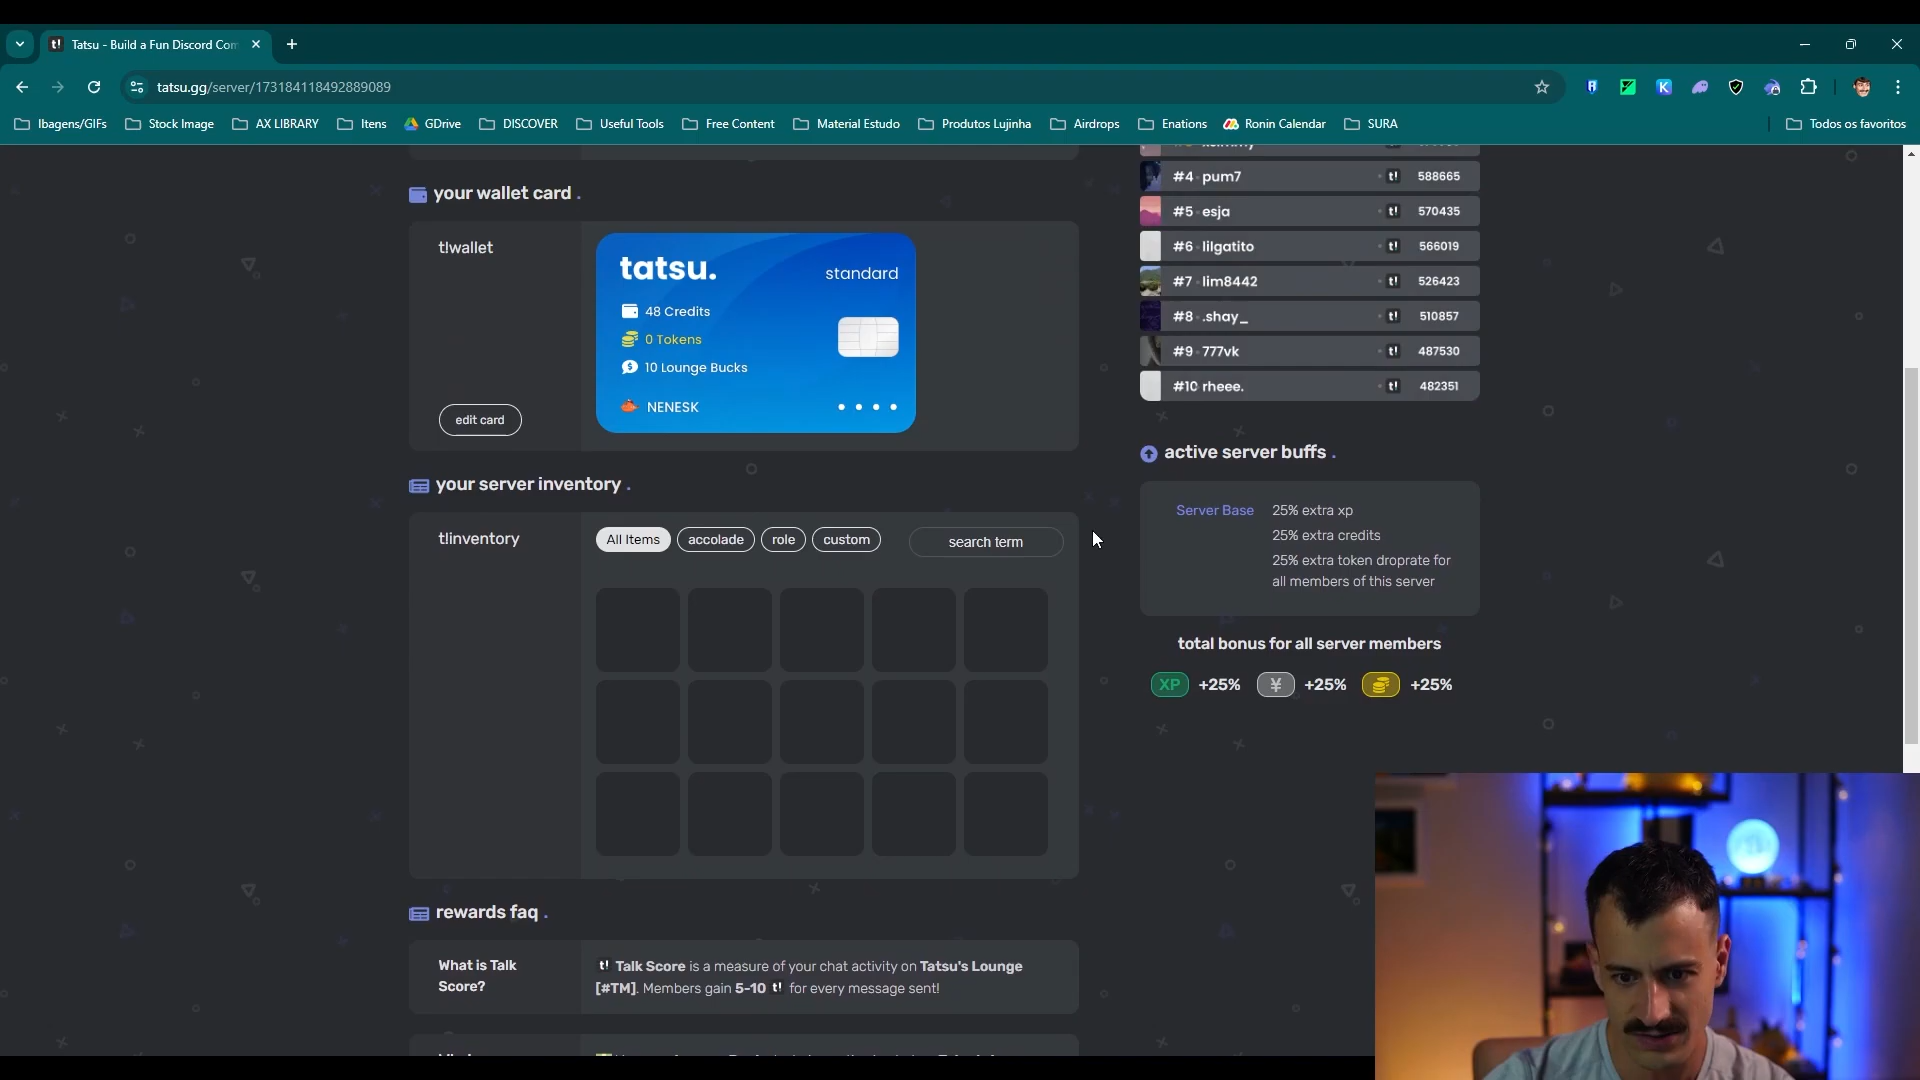 Tatsu - Build a Fun Discord Com
tatsu.gg/server/173184118492889089
Ibagens/GIFs
Stock Image
AX LIBRARY
Itens
GDrive
DISCOVER
Useful Tools
Free Content
Material Estudo
Produtos Lujinha
Airdrops
Enations
Ronin Calendar
SURA
Todos os favoritos
your wallet card .
t!wallet
tatsu.
standard
48 Credits
0 Tokens
10 Lounge Bucks
NENESK
edit card
your server inventory .
t!inventory
All Items
accolade
role
custom
search term
rewards faq .
What is Talk
Score?
t! Talk Score is a measure of your chat activity on Tatsu's Lounge
[#TM]. Members gain 5-10 t! for every message sent!
#4 pum7 t! 588665
#5 esja t! 570435
#6 lilgatito t! 566019
#7 lim8442 t! 526423
#8 .shay_ t! 510857
#9 777vk t! 487530
#10 rheee. t! 482351
active server buffs .
Server Base
25% extra xp
25% extra credits
25% extra token droprate for
all members of this server
total bonus for all server members
XP +25% ¥ +25% +25%